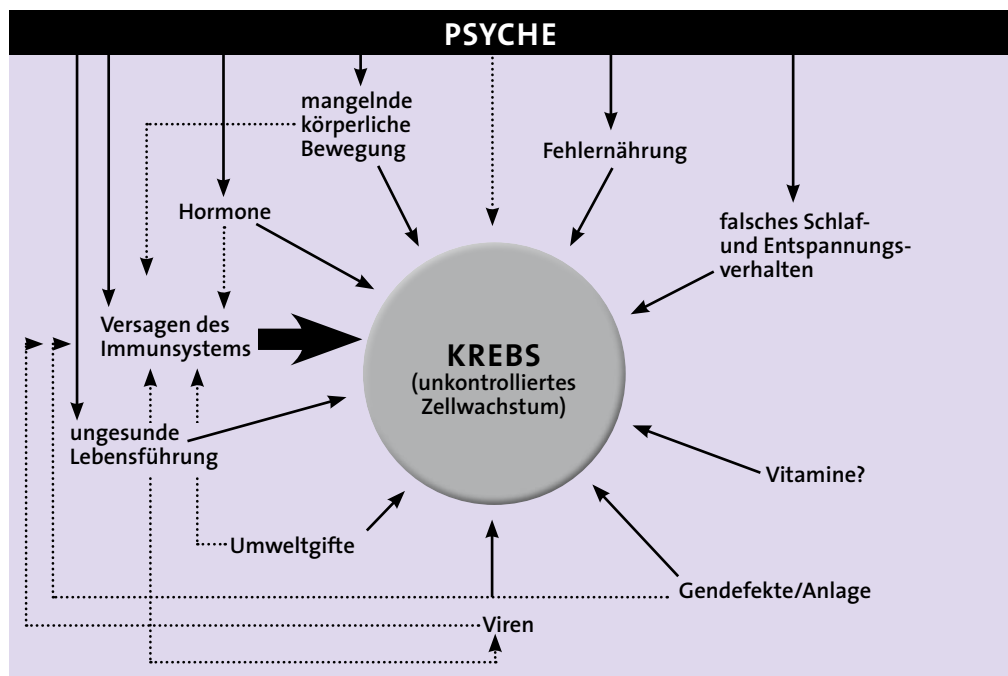 PSYCHE
mangelnde
körperliche
Bewegung
Fehlernährung
Hormone
falsches Schlaf-
und Entspannungs-
verhalten
Versagen des
Immunsystems
KREBS
(unkontrolliertes
Zellwachstum)
ungesunde
Lebensführung
Vitamine?
Umweltgifte
Gendefekte/Anlage
Viren